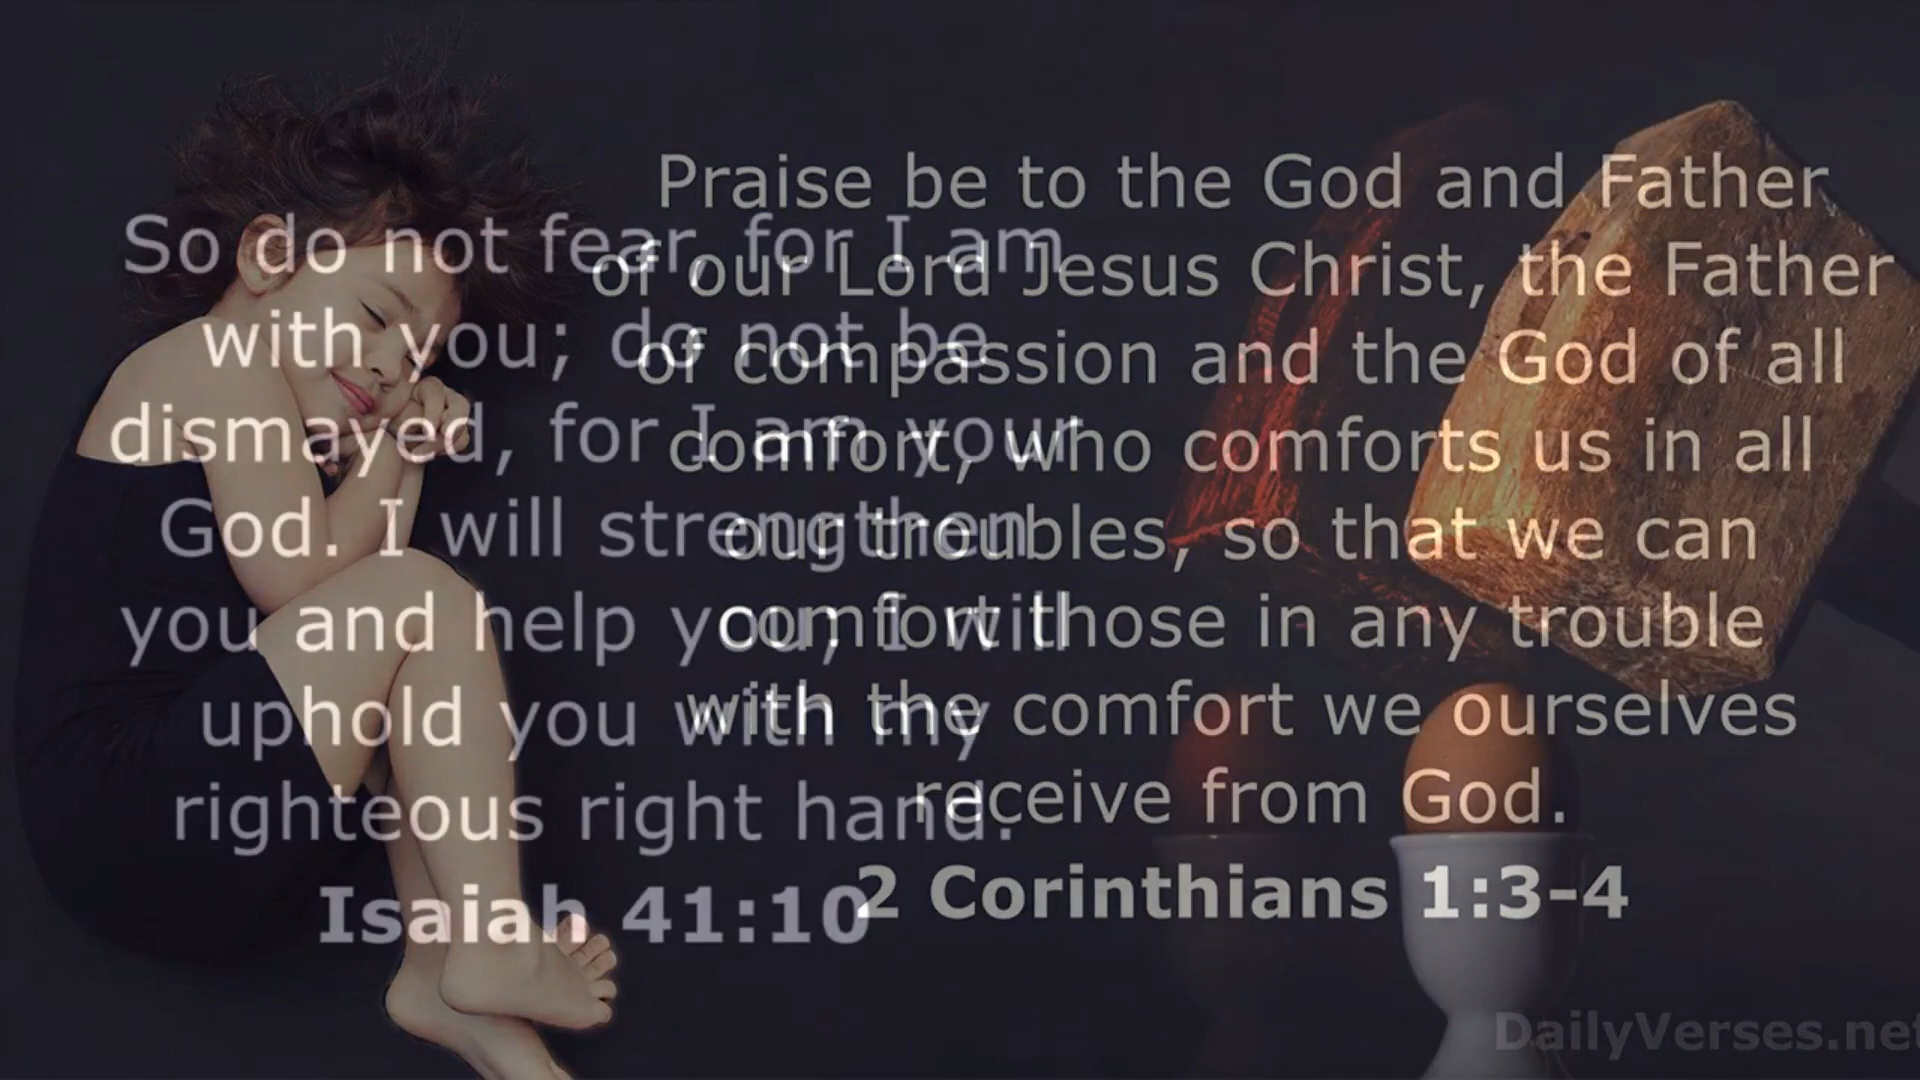 So do not fear, for I am
with you; do not be
dismayed, for I am your
God. I will strengthen
you and help you; I will
uphold you with my
righteous right hand.
Isaiah 41:10
Praise be to the God and Father
of our Lord Jesus Christ, the Father
of compassion and the God of all
comfort, who comforts us in all
our troubles, so that we can
comfort those in any trouble
with the comfort we ourselves
receive from God.
2 Corinthians 1:3-4
DailyVerses.net